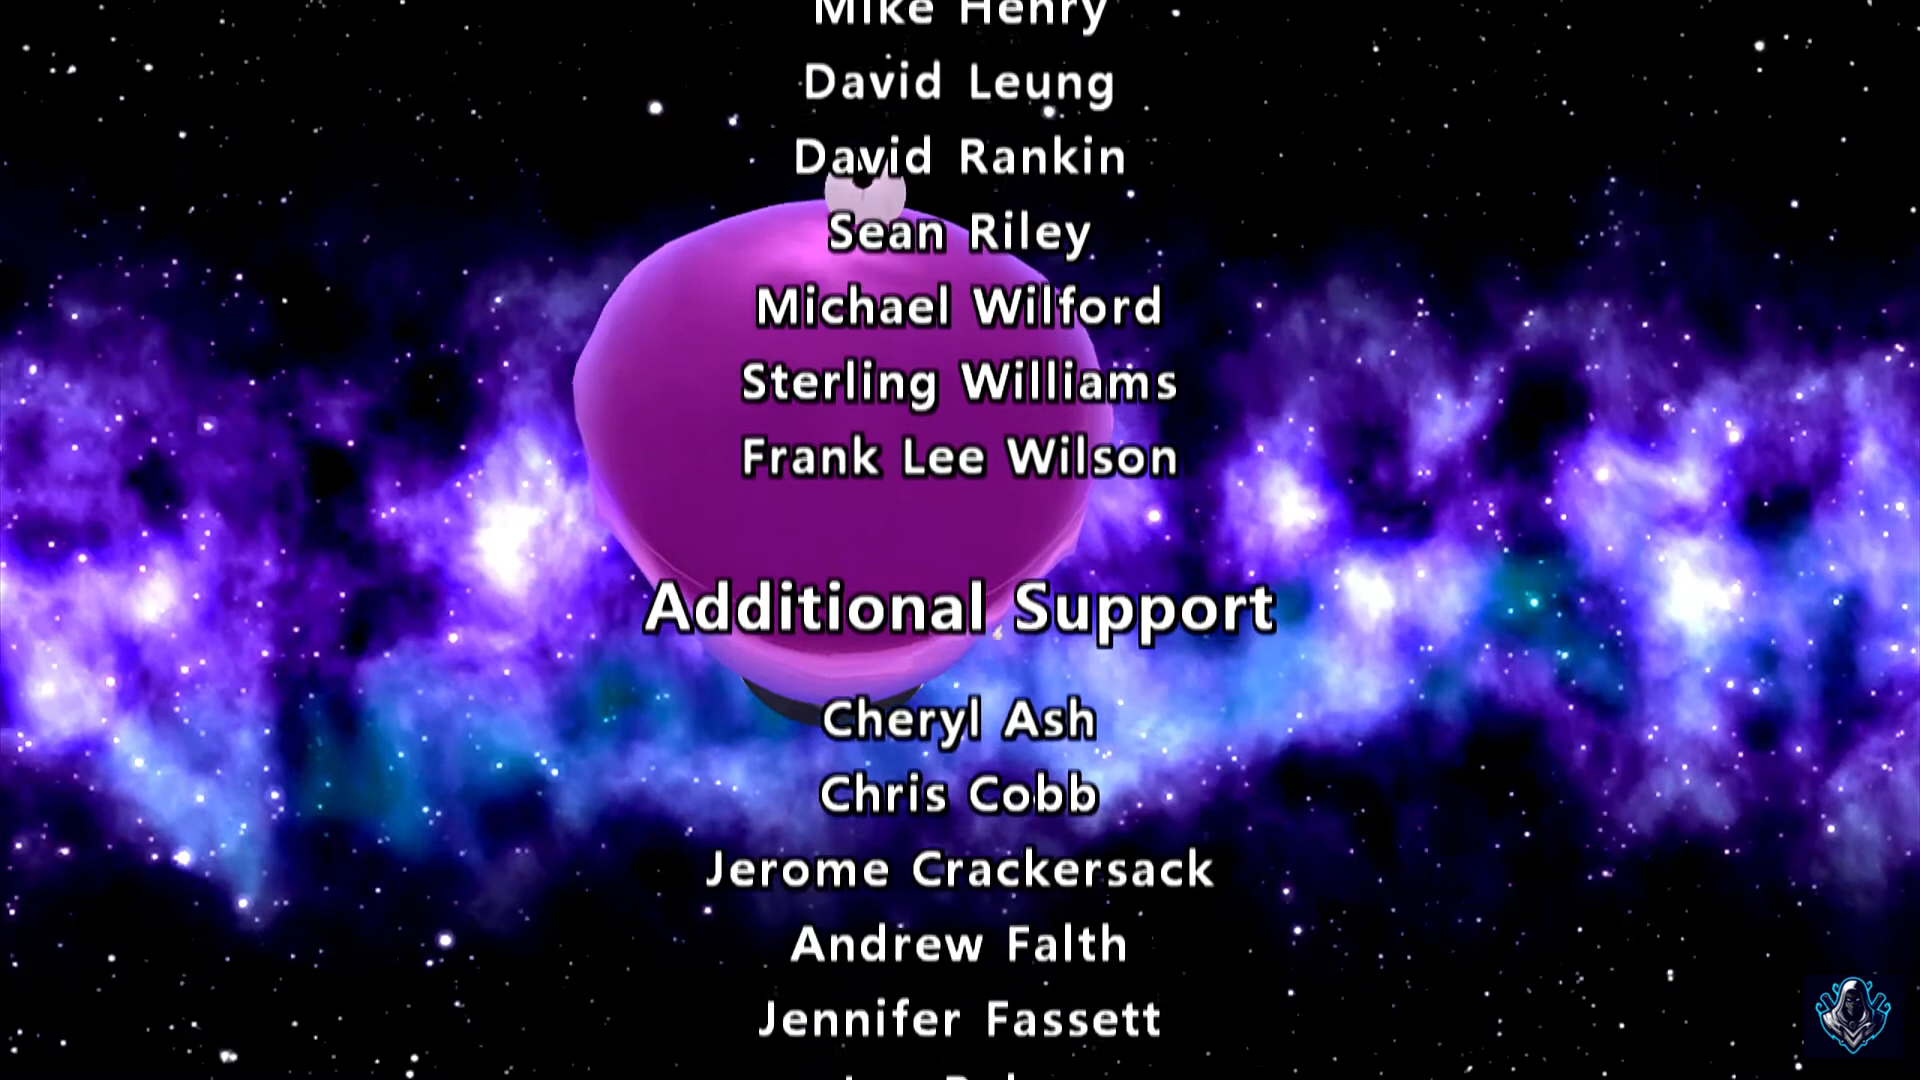 Mike Henry
David Leung
David Rankin
Sean Riley
Michael Wilford
Sterling Williams
Frank Lee Wilson
Additional Support
Cheryl Ash
Chris Cobb
Jerome Crackersack
Andrew Falth
Jennifer Fassett